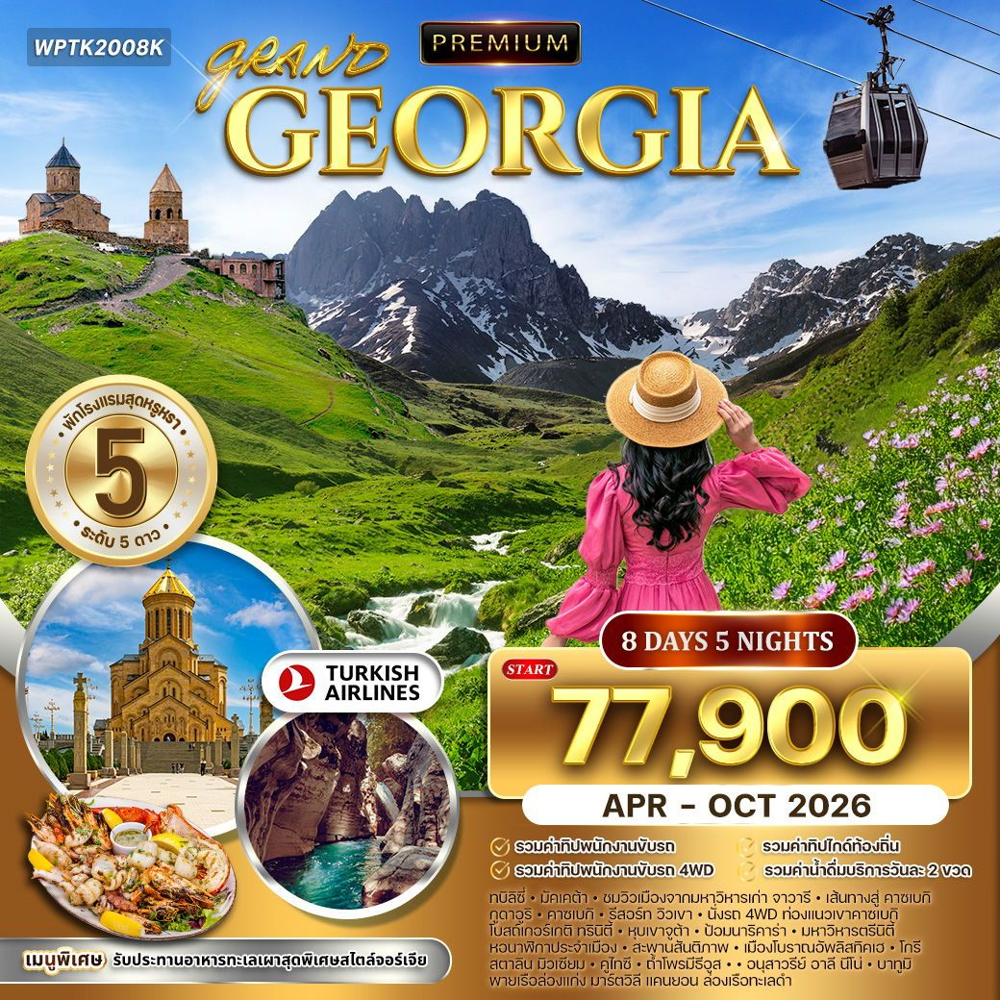 WPTK2008K
PREMIUM
GRAND
GEORGIA
พักโรงแรมสุดหรูหรา
5
ระดับ 5 ดาว
TURKISH
AIRLINES
8 DAYS 5 NIGHTS
START
77,900
APR - OCT 2026
รวมค่าทิปพนักงานขับรถ
รวมค่าทิปไกด์ท้องถิ่น
รวมค่าทิปพนักงานขับรถ 4WD
รวมค่าน้ำดื่มบริการวันละ 2 ขวด
ทบิลิซี่ • มัคเคต้า • ชมวิวเมืองจากมหาวิหารเก่า จาวารี • เส้นทางสู่ คาซเบกิ
กูดาอูริ • คาซเบกิ • รีสอร์ท วิวเขา • นั่งรถ 4WD ท่องแนวเขาคาซเบกิ
โบสถ์เกอร์เกติ ทรินิตี้ • หุบเขาจูต้า • ป้อมนาริคาร่า • มหาวิหารตรีนิตี้
หอนาฬิกาประจำเมือง • สะพานสันติภาพ • เมืองโบราณอัพลิสทิคเฮ • โกรี
สตาลิน มิวเซียม • คูไทซี • ถ้ำโพรมีธีอุส • • อนุสาวรีย์ อาลี นีโน่ • บาทูมี
พายเรือล่องแก่ง มาร์ตวิลี แคนยอน ล่องเรือทะเลดำ
เมนูพิเศษ รับประทานอาหารทะเลเผาสุดพิเศษสไตล์จอร์เจีย